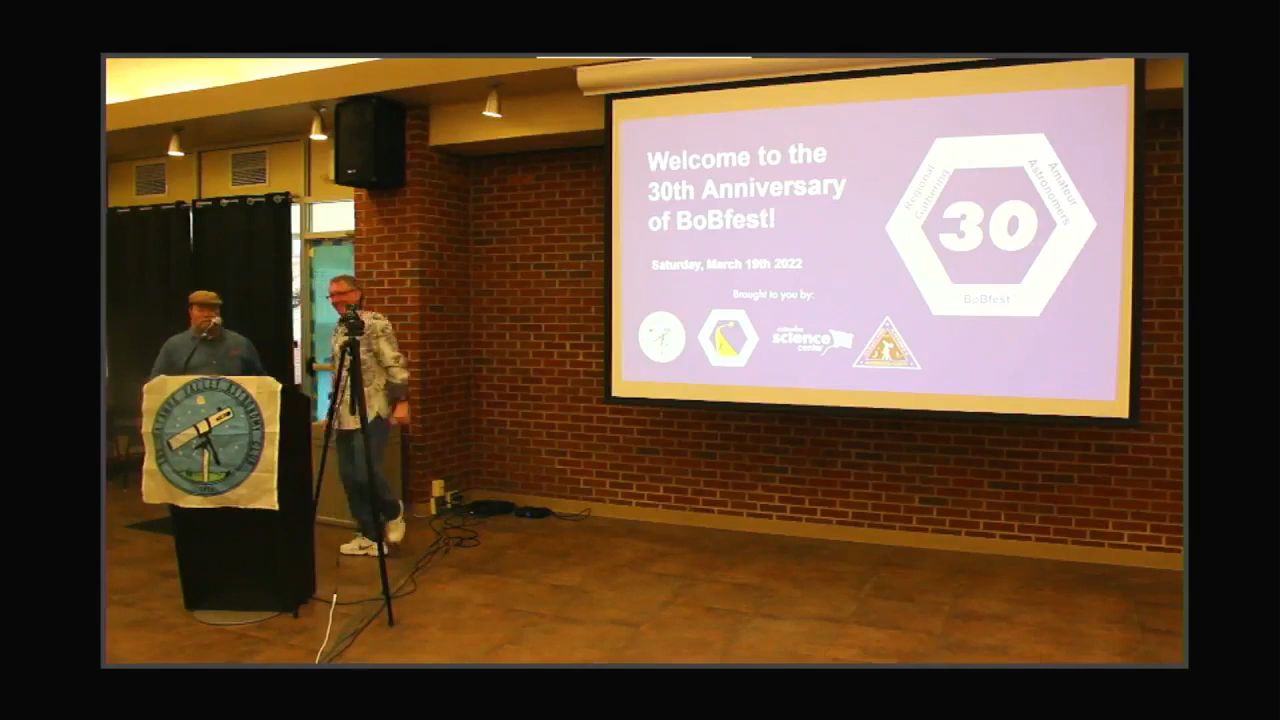 Welcome to the
30th Anniversary
of BoBfest!
Saturday, March 19th 2022
Brought to you by:
science
center
Regional
Gathering
Amateur
Astronomers
30
BoBfest